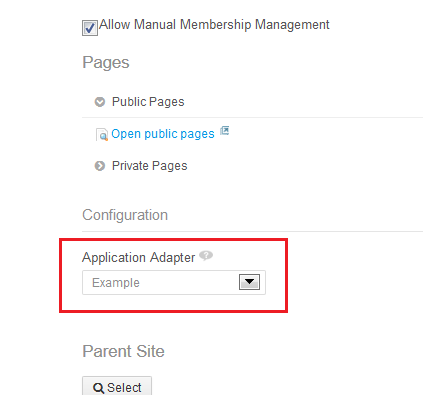 Allow Manual Membership Management
Pages
Public Pages
Open public pages
Private Pages
Configuration
Application Adapter ?
Example
Parent Site
Select